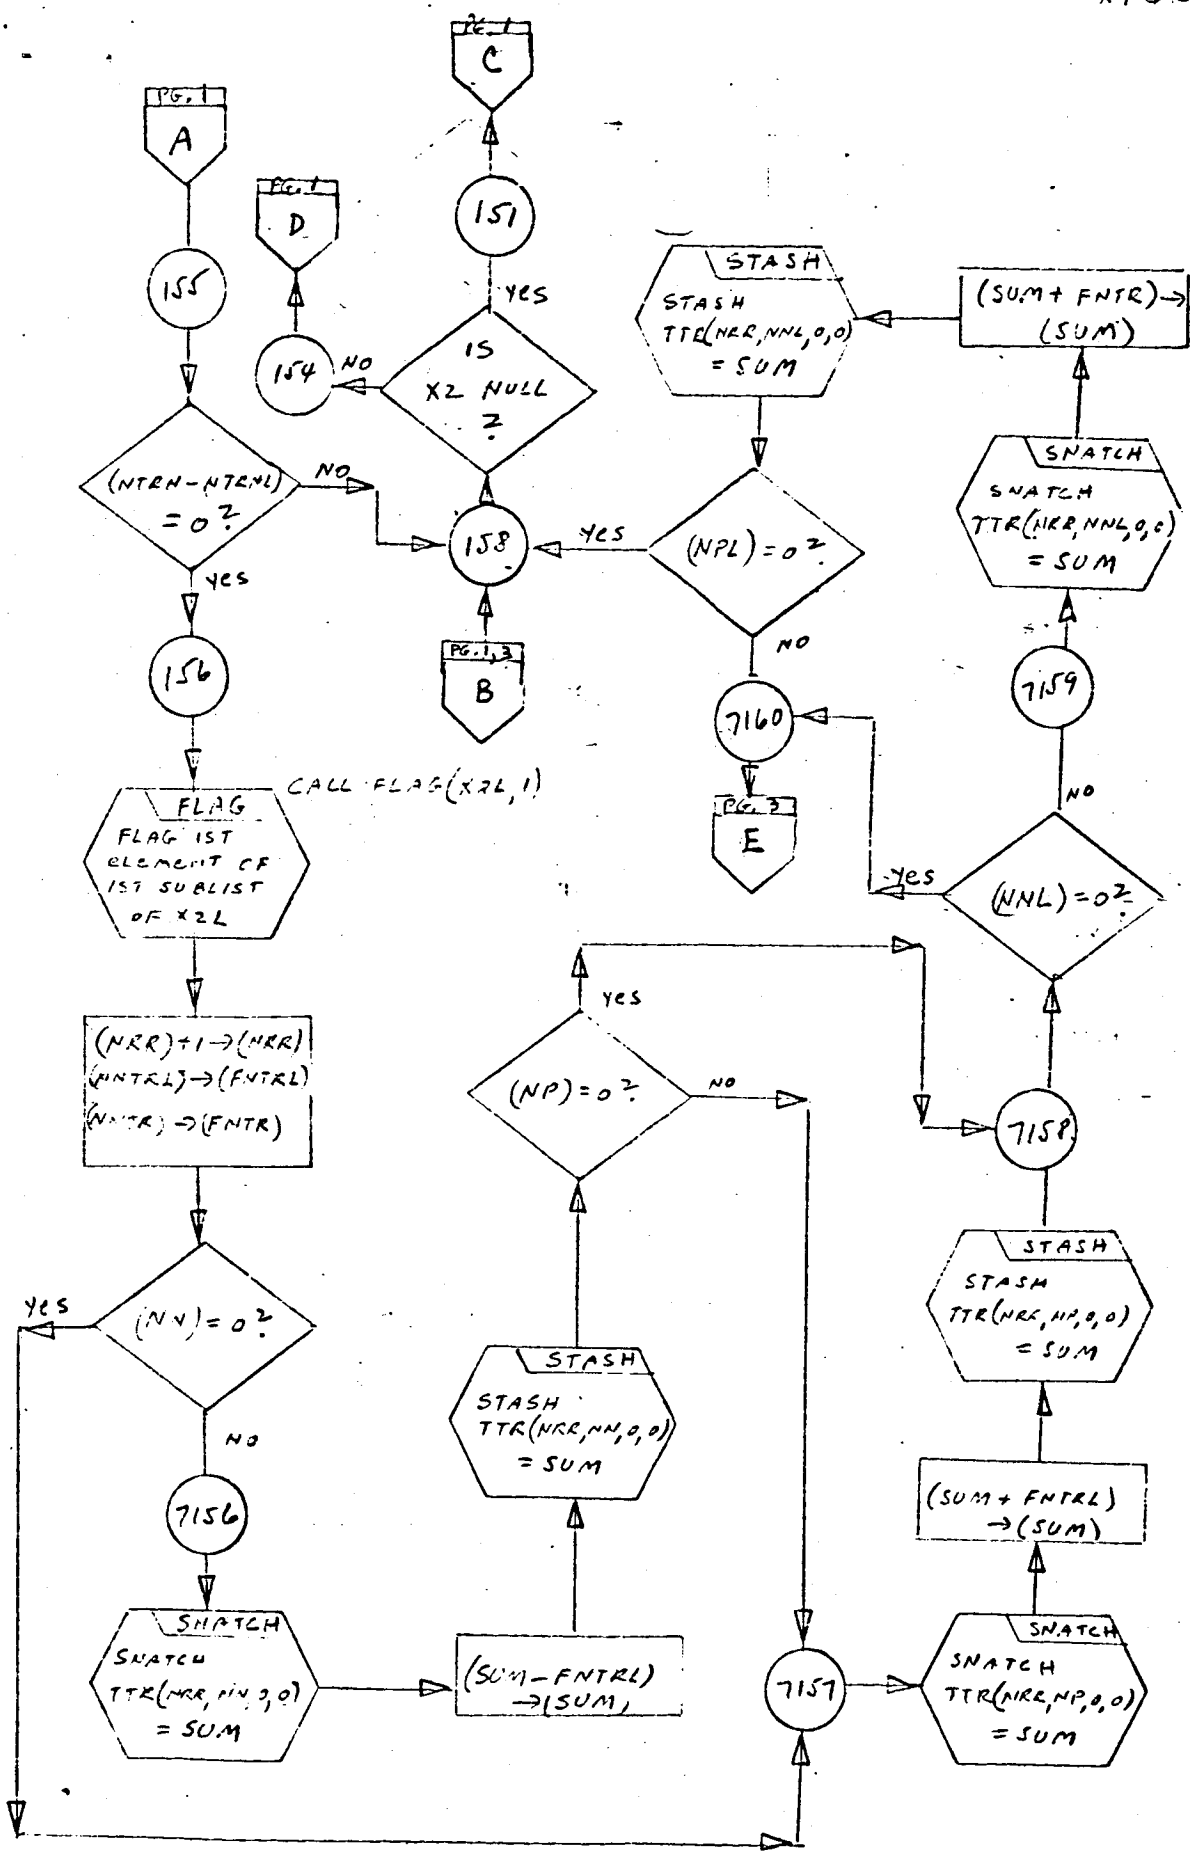 PG. 1
A
155
(NTRN-NTRNL)
= 0?
NO
yes
156
CALL FLAG(X2L,1)
FLAG
FLAG 1ST
element OF
1ST SUBLIST
OF X2L
(NRR)+1→(NRR)
(NNTRL)→(FNTRL)
(NNTR)→(FNTR)
(NN)=0?
yes
NO
7156
SNATCH
SNATCH
TTR(NRR,NN,0,0)
= SUM
(SUM-FNTRL)
→(SUM)
STASH
STASH
TTR(NRR,NN,0,0)
= SUM
(NP)=0?
yes
NO
7157
SNATCH
SNATCH
TTR(NRR,NP,0,0)
= SUM
(SUM+FNTRL)
→(SUM)
STASH
STASH
TTR(NRR,NP,0,0)
= SUM
7158
(NNL)=0?
yes
NO
7159
SNATCH
SNATCH
TTR(NRR,NNL,0,0)
= SUM
(SUM+FNTR)→
(SUM)
STASH
STASH
TTR(NRR,NNL,0,0)
= SUM
(NPL)=0?
yes
NO
7160
PG. 3
E
158
PG. 1,3
B
IS
X2 NULL
?
NO
154
PG. 1
D
yes
151
PG. 1
C